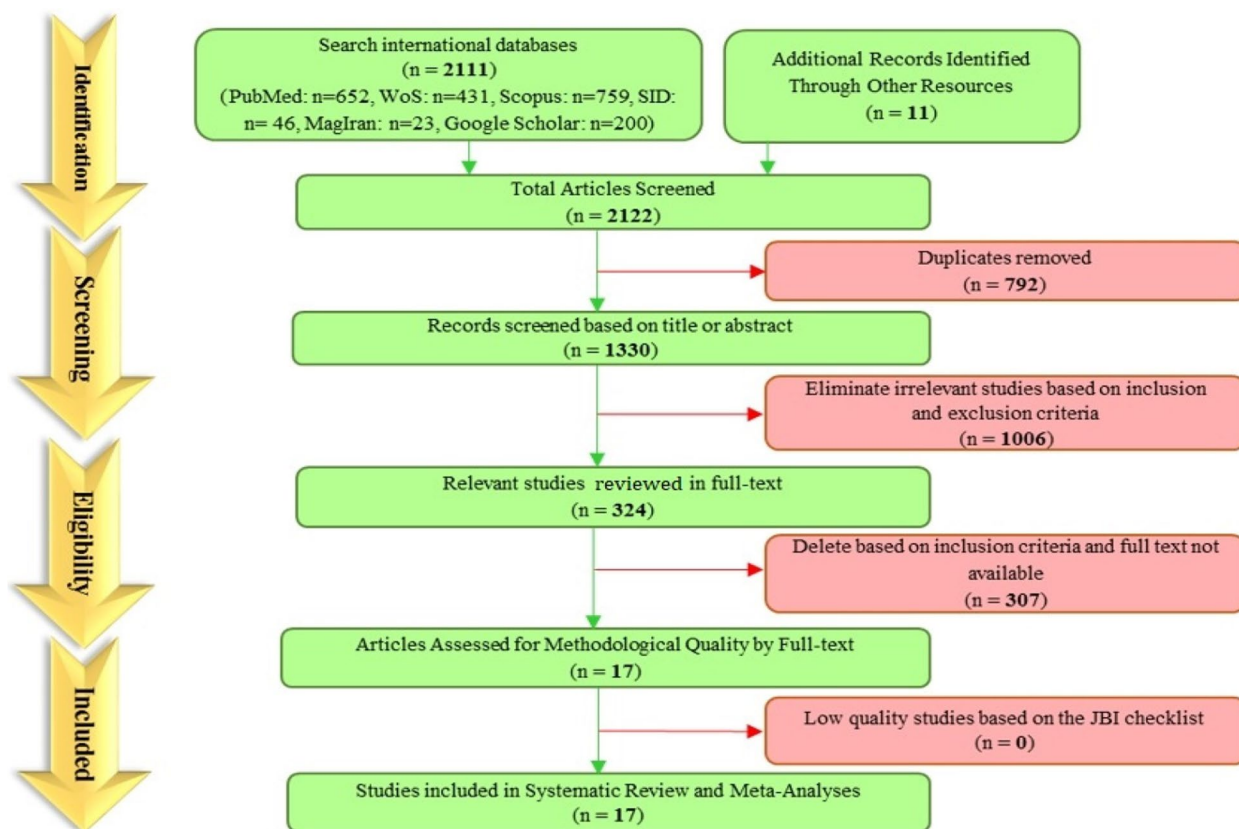 Identification
Search international databases
(n = 2111)
(PubMed: n=652, WoS: n=431, Scopus: n=759, SID:
n= 46, MagIran: n=23, Google Scholar: n=200)
Additional Records Identified
Through Other Resources
(n = 11)
Total Articles Screened
(n = 2122)
Duplicates removed
(n = 792)
Screening
Records screened based on title or abstract
(n = 1330)
Eliminate irrelevant studies based on inclusion
and exclusion criteria
(n = 1006)
Eligibility
Relevant studies reviewed in full-text
(n = 324)
Delete based on inclusion criteria and full text not
available
(n = 307)
Included
Articles Assessed for Methodological Quality by Full-text
(n = 17)
Low quality studies based on the JBI checklist
(n = 0)
Studies included in Systematic Review and Meta-Analyses
(n = 17)